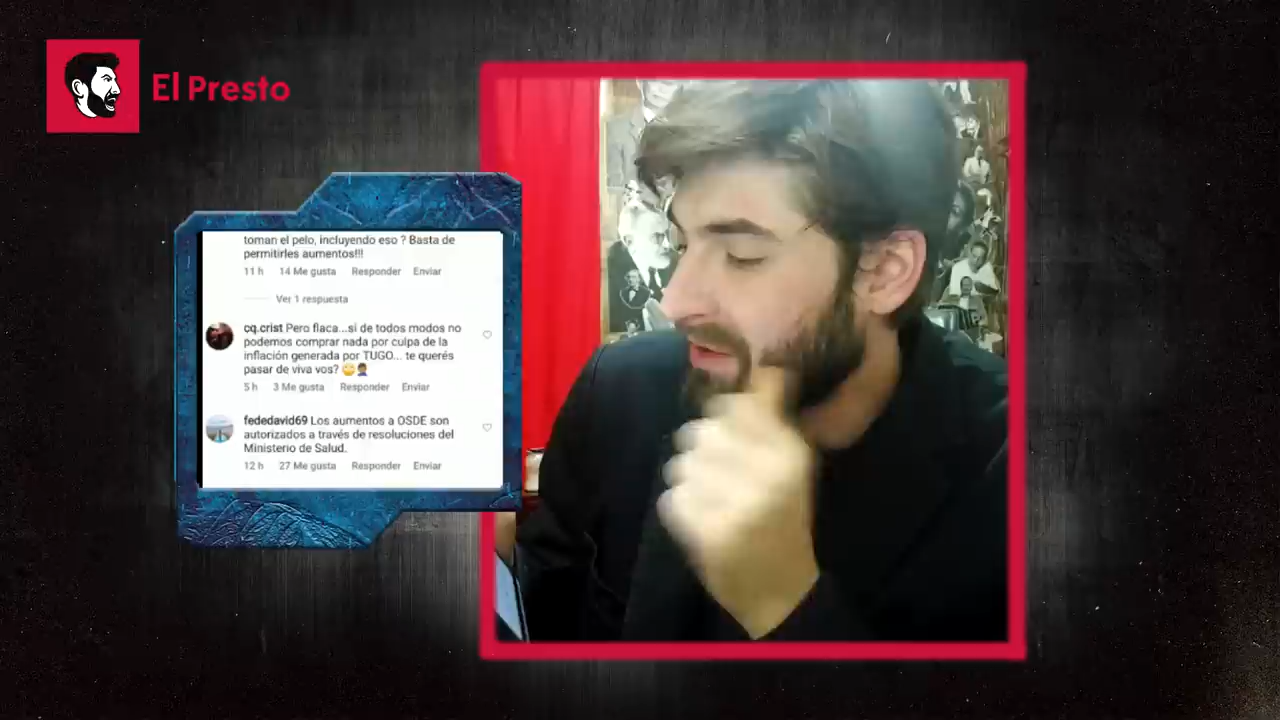 El Presto
toman el pelo, incluyendo eso ? Basta de
permitirles aumentos!!!
11 h 14 Me gusta Responder Enviar
Ver 1 respuesta
cq.crist Pero flaca...si de todos modos no
podemos comprar nada por culpa de la
inflación generada por TUGO... te querés
pasar de viva vos? 🙄🤦🏾‍♂️
5 h 3 Me gusta Responder Enviar
fededavid69 Los aumentos a OSDE son
autorizados a través de resoluciones del
Ministerio de Salud.
12 h 27 Me gusta Responder Enviar